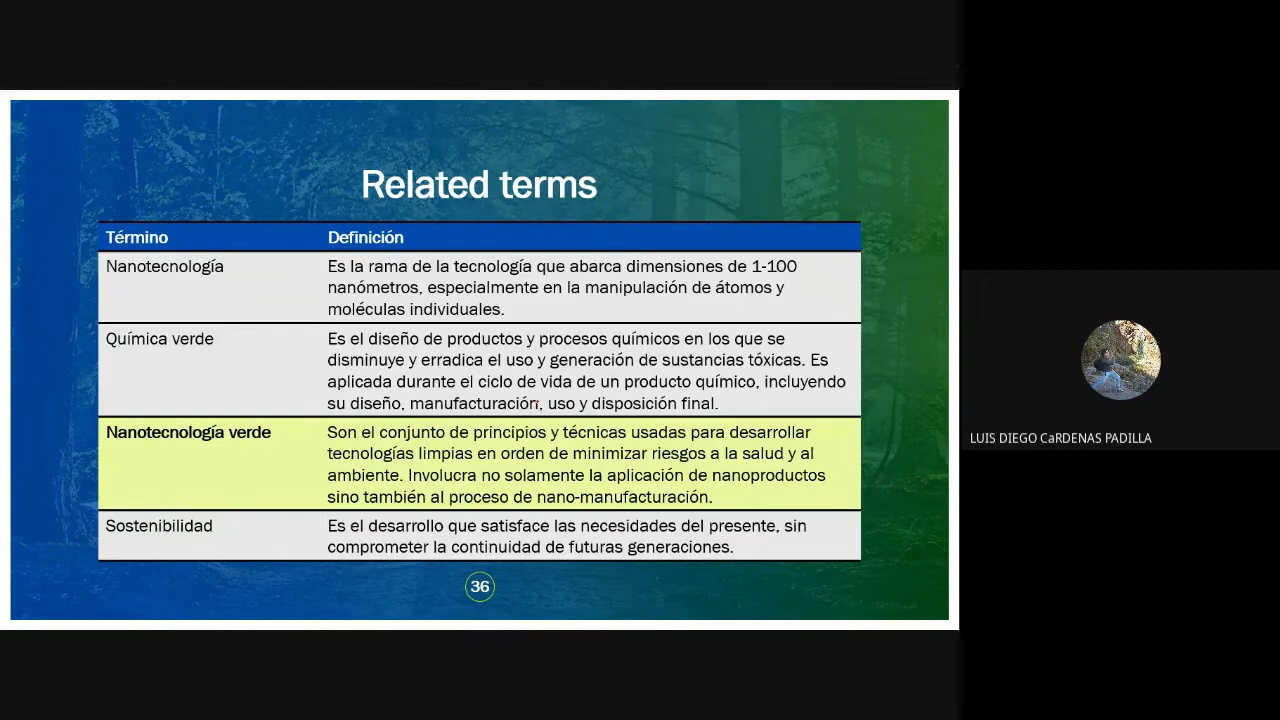 Related terms
Término Definición
Nanotecnología Es la rama de la tecnología que abarca dimensiones de 1-100
nanómetros, especialmente en la manipulación de átomos y
moléculas individuales.
Química verde Es el diseño de productos y procesos químicos en los que se
disminuye y erradica el uso y generación de sustancias tóxicas. Es
aplicada durante el ciclo de vida de un producto químico, incluyendo
su diseño, manufacturación, uso y disposición final.
Nanotecnología verde Son el conjunto de principios y técnicas usadas para desarrollar
tecnologías limpias en orden de minimizar riesgos a la salud y al
ambiente. Involucra no solamente la aplicación de nanoproductos
sino también al proceso de nano-manufacturación.
Sostenibilidad Es el desarrollo que satisface las necesidades del presente, sin
comprometer la continuidad de futuras generaciones.
36
LUIS DIEGO CaRDENAS PADILLA